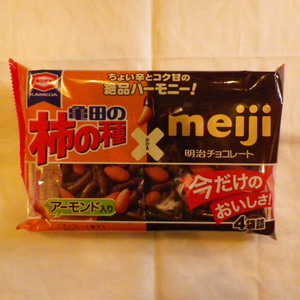 KAMEDA
ちょい辛とコク甘の
絶品ハーモニー!
亀田の
柿の種
×
meiji
明治チョコレート
アーモンド入り
今だけの
おいしさ!
4袋詰